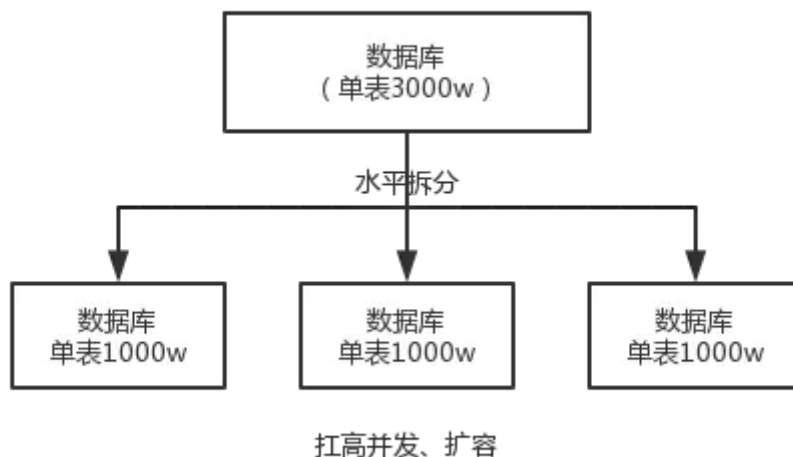 数据库
（单表3000w）
水平拆分
数据库
单表1000w
数据库
单表1000w
数据库
单表1000w
扛高并发、扩容